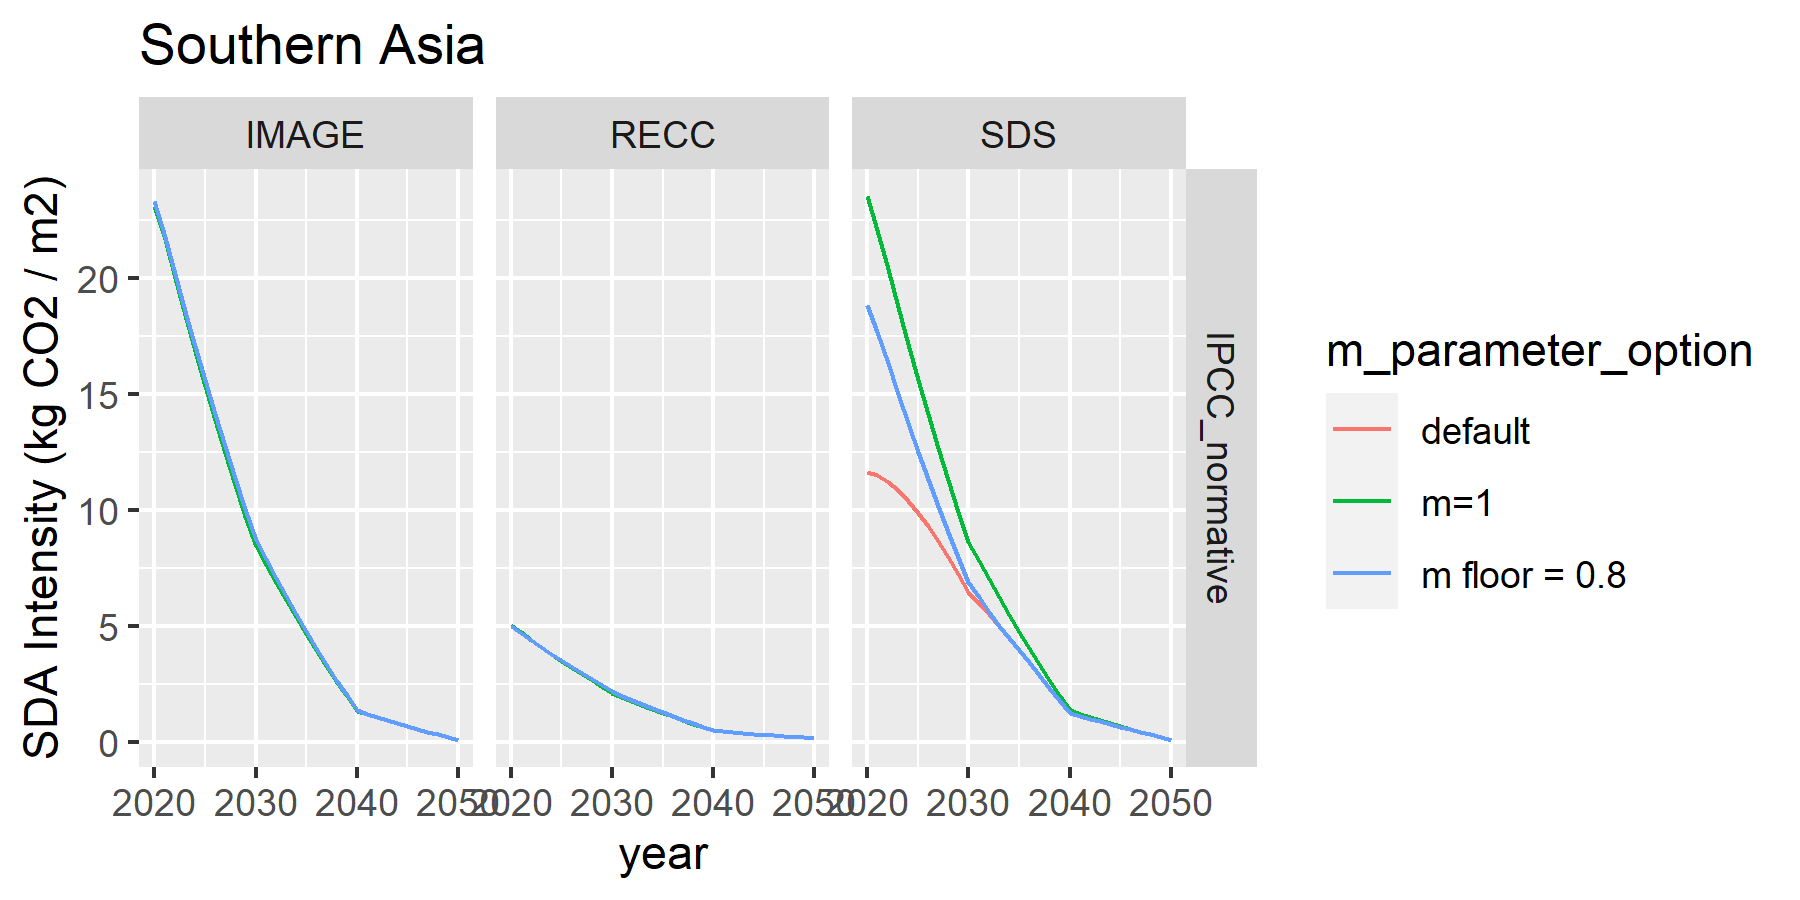 Southern Asia
IMAGE
RECC
SDS
IPCC_normative
SDA Intensity (kg CO2 / m2)
20
15
10
5
0
2020 2030 2040 2050
2020 2030 2040 2050
2020 2030 2040 2050
year
m_parameter_option
default
m=1
m floor = 0.8